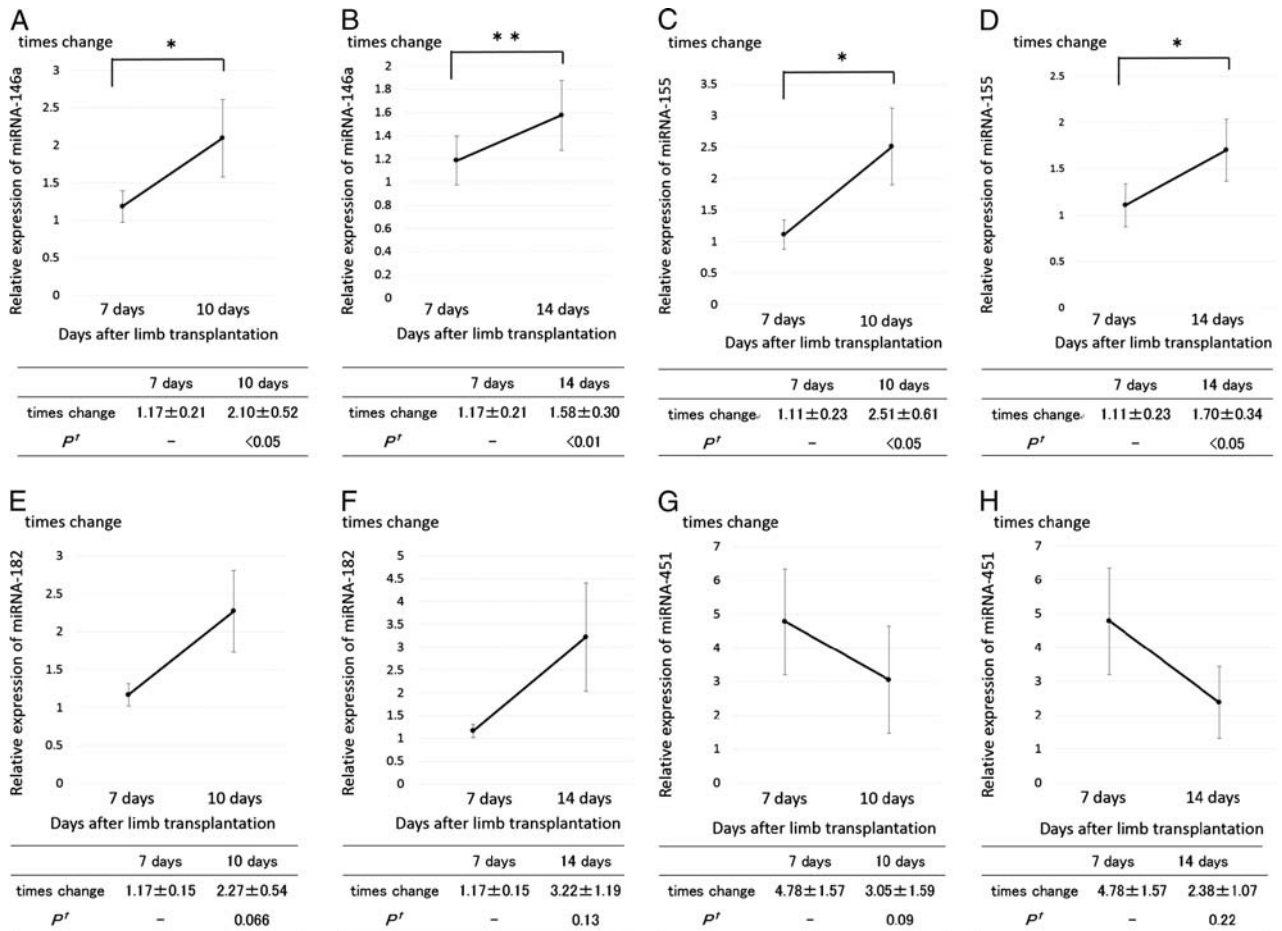 A
times change
*
Relative expression of miRNA-146a
3
2.5
2
1.5
1
0.5
0
7 days 10 days
Days after limb transplantation
7 days 10 days
times change 1.17±0.21 2.10±0.52
P† – <0.05
B
times change
**
Relative expression of miRNA-146a
2
1.8
1.6
1.4
1.2
1
0.8
0.6
0.4
0.2
0
7 days 14 days
Days after limb transplantation
7 days 14 days
times change 1.17±0.21 1.58±0.30
P† – <0.01
C
times change
*
Relative expression of miRNA-155
3.5
3
2.5
2
1.5
1
0.5
0
7 days 10 days
Days after limb transplantation
7 days 10 days
times change 1.11±0.23 2.51±0.61
P† – <0.05
D
times change
*
Relative expression of miRNA-155
2.5
2
1.5
1
0.5
0
7 days 14 days
Days after limb transplantation
7 days 14 days
times change 1.11±0.23 1.70±0.34
P† – <0.05
E
times change
Relative expression of miRNA-182
3
2.5
2
1.5
1
0.5
0
7 days 10 days
Days after limb transplantation
7 days 10 days
times change 1.17±0.15 2.27±0.54
P† – 0.066
F
times change
Relative expression of miRNA-182
5
4.5
4
3.5
3
2.5
2
1.5
1
0.5
0
7 days 14 days
Days after limb transplantation
7 days 14 days
times change 1.17±0.15 3.22±1.19
P† – 0.13
G
times change
Relative expression of miRNA-451
7
6
5
4
3
2
1
0
7 days 10 days
Days after limb transplantation
7 days 10 days
times change 4.78±1.57 3.05±1.59
P† – 0.09
H
times change
Relative expression of miRNA-451
7
6
5
4
3
2
1
0
7 days 14 days
Days after limb transplantation
7 days 14 days
times change 4.78±1.57 2.38±1.07
P† – 0.22